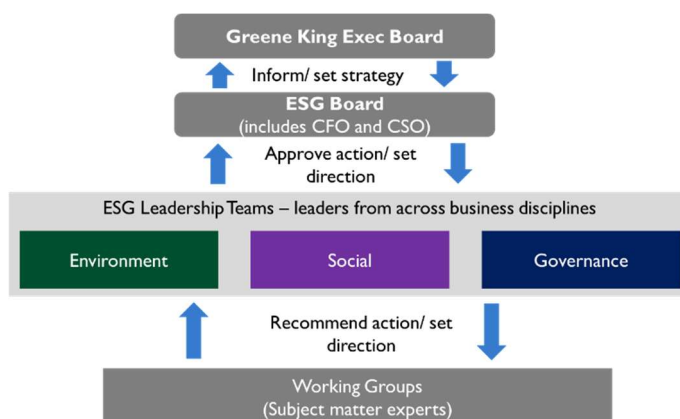 Greene King Exec Board
Inform/ set strategy
ESG Board
(includes CFO and CSO)
Approve action/ set
direction
ESG Leadership Teams – leaders from across business disciplines
Environment
Social
Governance
Recommend action/ set
direction
Working Groups
(Subject matter experts)